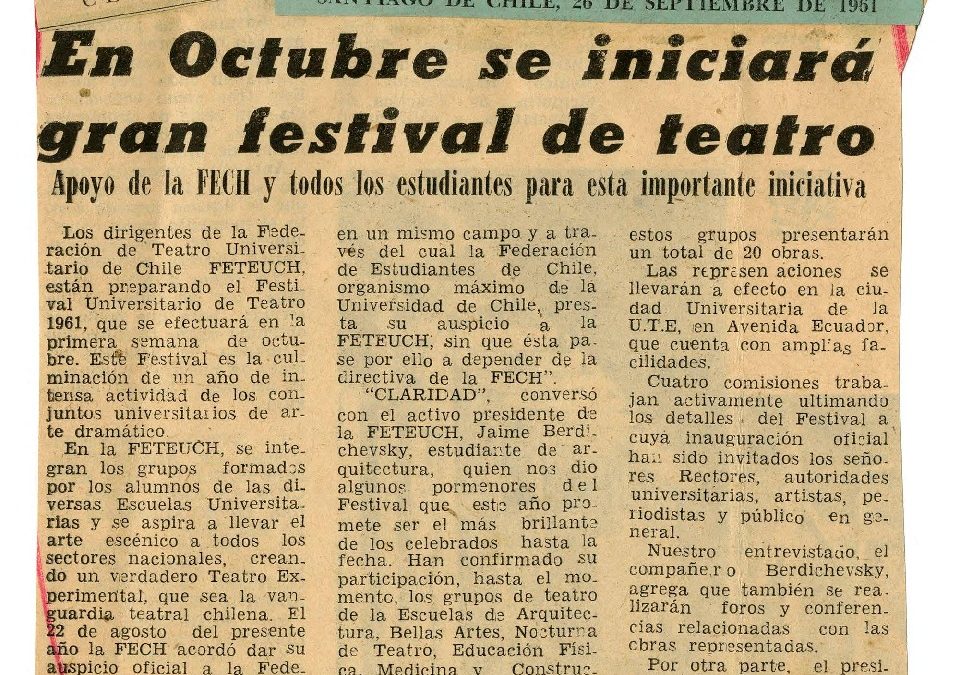 SANTIAGO DE CHILE, 26 DE SEPTIEMBRE DE 1961
En Octubre se iniciará
gran festival de teatro
Apoyo de la FECH y todos los estudiantes para esta importante iniciativa
Los dirigentes de la Fede-
ración de Teatro Universi-
tario de Chile FETEUCH,
están preparando el Festi-
val Universitario de Teatro
1961, que se efectuará en la
primera semana de octu-
bre. Este Festival es la cul-
minación de un año de in-
tensa actividad de los con-
juntos universitarios de ar-
te dramático.
En la FETEUCH, se inte-
gran los grupos formados
por los alumnos de las di-
versas Escuelas Universita-
rias y se aspira a llevar el
arte escénico a todos los
sectores nacionales, crean-
do un verdadero Teatro Ex-
perimental, que sea la van-
guardia teatral chilena. El
22 de agosto del presente
año la FECH acordó dar su
auspicio oficial a la Fede-
en un mismo campo y a tra-
vés del cual la Federación
de Estudiantes de Chile,
organismo máximo de la
Universidad de Chile, pres-
ta su auspicio a la
FETEUCH, sin que ésta pa-
se por ello a depender de la
directiva de la FECH".
"CLARIDAD", conversó
con el activo presidente de
la FETEUCH, Jaime Berdi-
chevsky, estudiante de ar-
quitectura, quien nos dio
algunos pormenores del
Festival que este año pro-
mete ser el más brillante
de los celebrados hasta la
fecha. Han confirmado su
participación, hasta el mo-
mento, los grupos de teatro
de la Escuelas de Arquitec-
tura, Bellas Artes, Nocturna
de Teatro, Educación Físi-
ca, Medicina y Construc-
estos grupos presentarán
un total de 20 obras.
Las represen aciones se
llevarán a efecto en la ciu-
dad Universitaria de la
U.T.E, en Avenida Ecuador,
que cuenta con amplias fa-
cilidades.
Cuatro comisiones traba-
jan activamente ultimando
los detalles del Festival a
cuya inauguración oficial
han sido invitados los seño-
res Rectores, autoridades
universitarias, artistas, pe-
riodistas y público en ge-
neral.
Nuestro entrevistado, el
compañero Berdichevsky,
agrega que también se rea-
lizarán foros y conferen-
cias relacionadas con las
obras representadas.
Por otra parte, el presi-